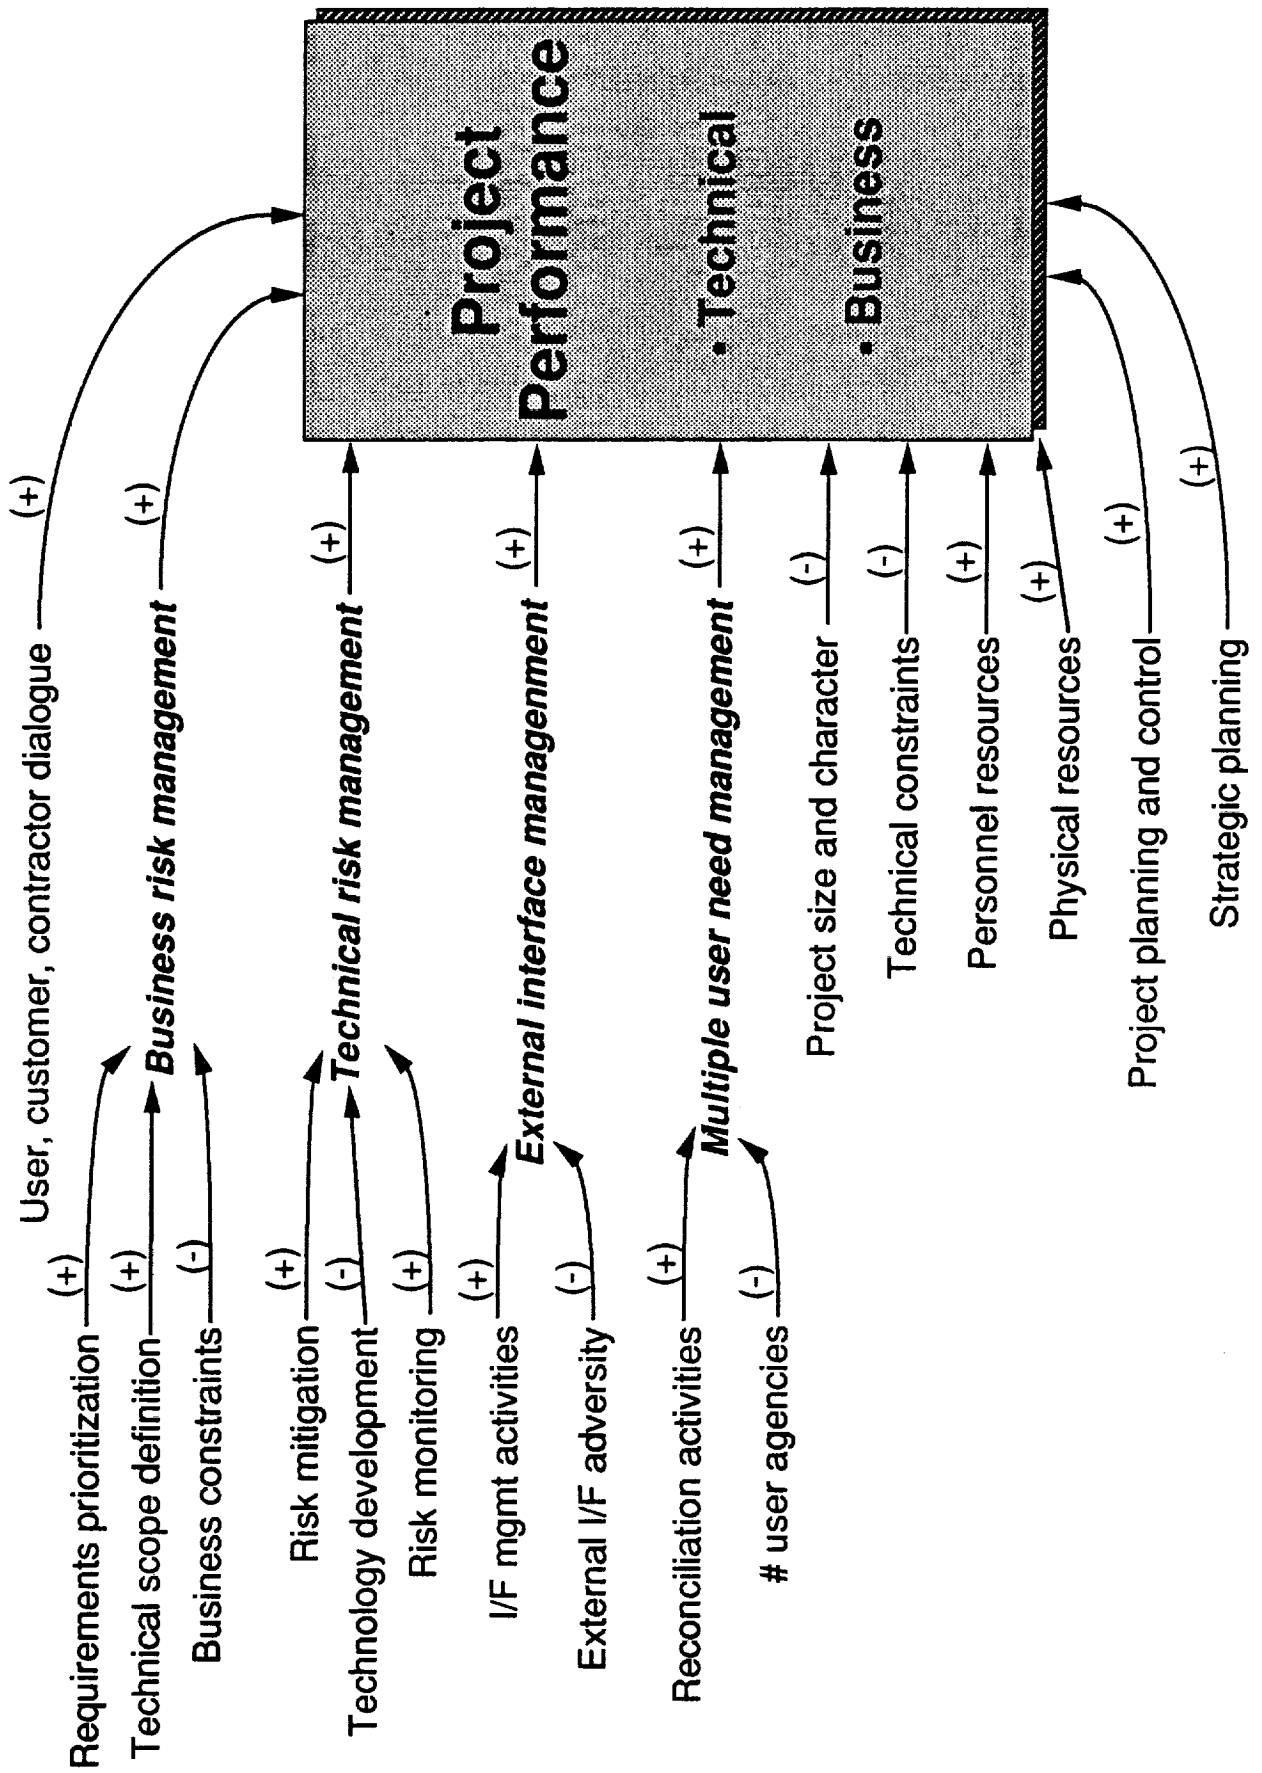 User, customer, contractor dialogue
(+)
Requirements prioritization
(+)
Technical scope definition
(+)
Business constraints
(-)
Business risk management
(+)
Risk mitigation
(+)
Technology development
(-)
Risk monitoring
(+)
Technical risk management
(+)
I/F mgmt activities
(+)
External I/F adversity
(-)
External interface management
(+)
Reconciliation activities
(+)
# user agencies
(-)
Multiple user need management
(+)
Project size and character
(-)
Technical constraints
(-)
Personnel resources
(+)
Physical resources
(+)
Project planning and control
(+)
Strategic planning
(+)
Project
Performance
• Technical
• Business